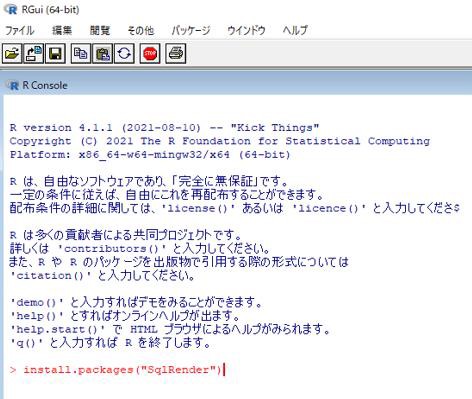 RGui (64-bit)
ファイル 編集 閲覧 その他 パッケージ ウインドウ ヘルプ
STOP
R Console
R version 4.1.1 (2021-08-10) -- "Kick Things"
Copyright (C) 2021 The R Foundation for Statistical Computing
Platform: x86_64-w64-mingw32/x64 (64-bit)
R は、自由なソフトウェアであり、「完全に無保証」です。
一定の条件に従えば、自由にこれを再配布することができます。
配布条件の詳細に関しては、'license()' あるいは 'licence()' と入力してくださ$
R は多くの貢献者による共同プロジェクトです。
詳しくは 'contributors()' と入力してください。
また、R や R のパッケージを出版物で引用する際の形式については
'citation()' と入力してください。
'demo()' と入力すればデモをみることができます。
'help()' とすればオンラインヘルプが出ます。
'help.start()' で HTML ブラウザによるヘルプがみられます。
'q()' と入力すれば R を終了します。
> install.packages("SqlRender")